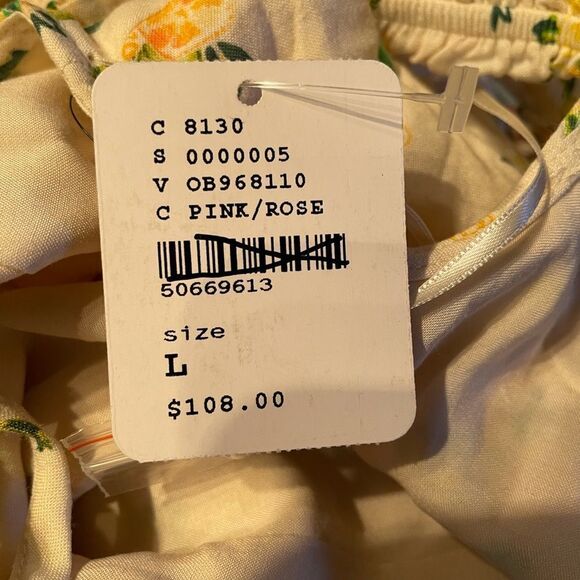 C 8130
S 0000005
V OB968110
C PINK/ROSE
50669613
size
L
$108.00